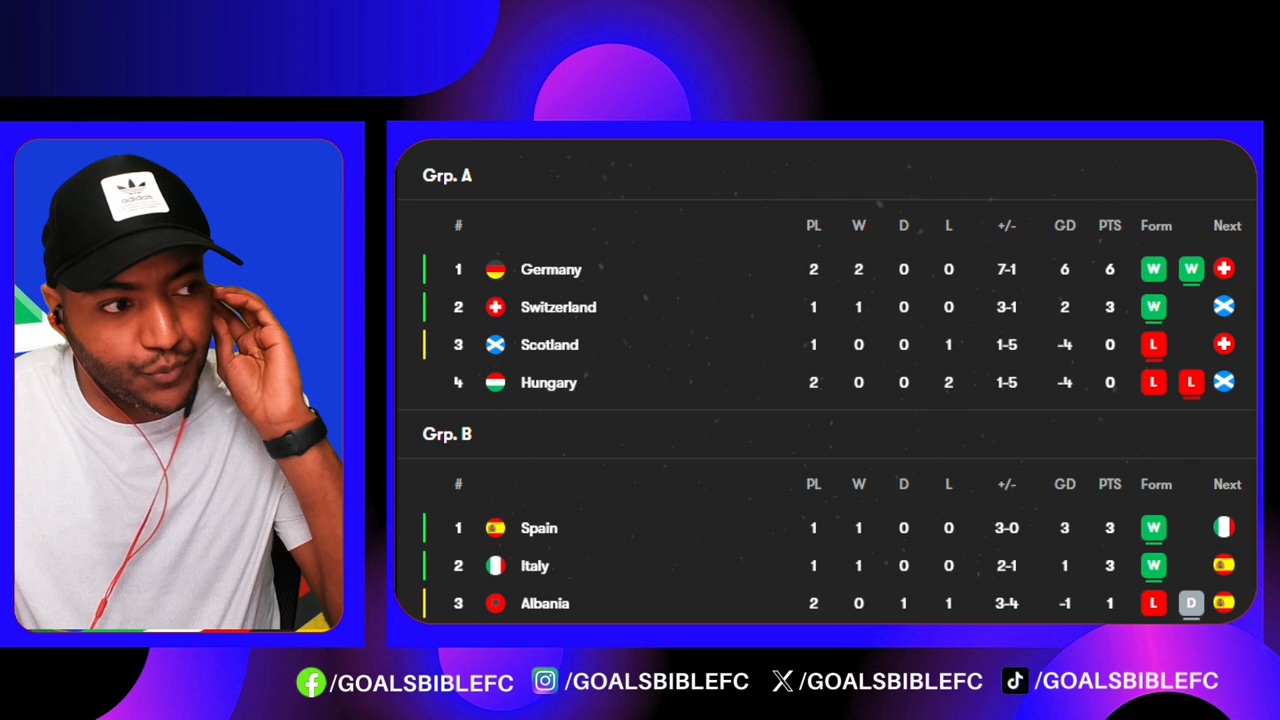 adidas
Grp. A
# PL W D L +/- GD PTS Form Next
1 Germany 2 2 0 0 7-1 6 6 W W
2 Switzerland 1 1 0 0 3-1 2 3 W
3 Scotland 1 0 0 1 1-5 -4 0 L
4 Hungary 2 0 0 2 1-5 -4 0 L L
Grp. B
# PL W D L +/- GD PTS Form Next
1 Spain 1 1 0 0 3-0 3 3 W
2 Italy 1 1 0 0 2-1 1 3 W
3 Albania 2 0 1 1 3-4 -1 1 L D
/GOALSBIBLEFC /GOALSBIBLEFC /GOALSBIBLEFC /GOALSBIBLEFC